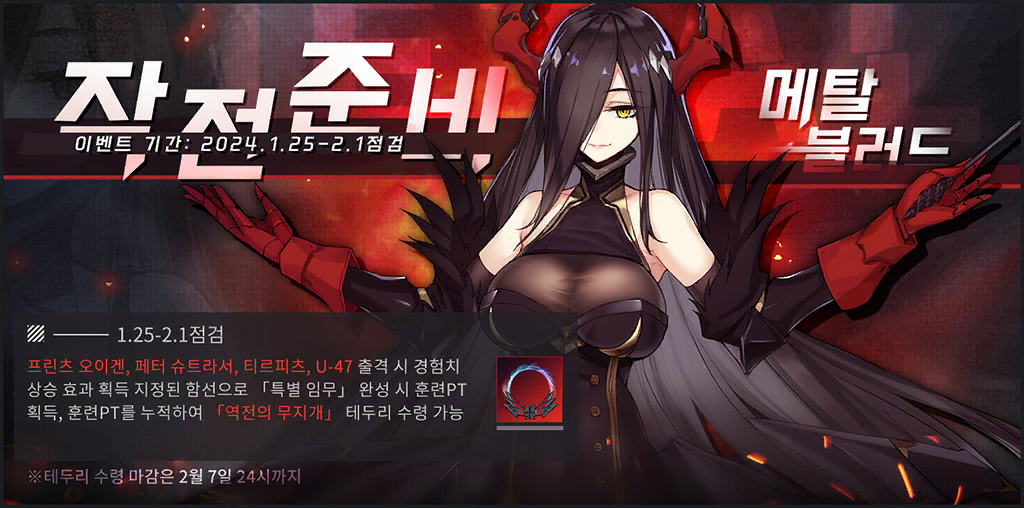 작전준비
이벤트 기간: 2024.1.25-2.1점검
메탈
블러드
1.25-2.1점검
프린츠 오이겐, 페터 슈트라서, 티르피츠, U-47 출격 시 경험치
상승 효과 획득 지정된 함선으로 「특별 임무」 완성 시 훈련PT
획득, 훈련PT를 누적하여 「역전의 무지개」 테두리 수령 가능
※테두리 수령 마감은 2월 7일 24시까지